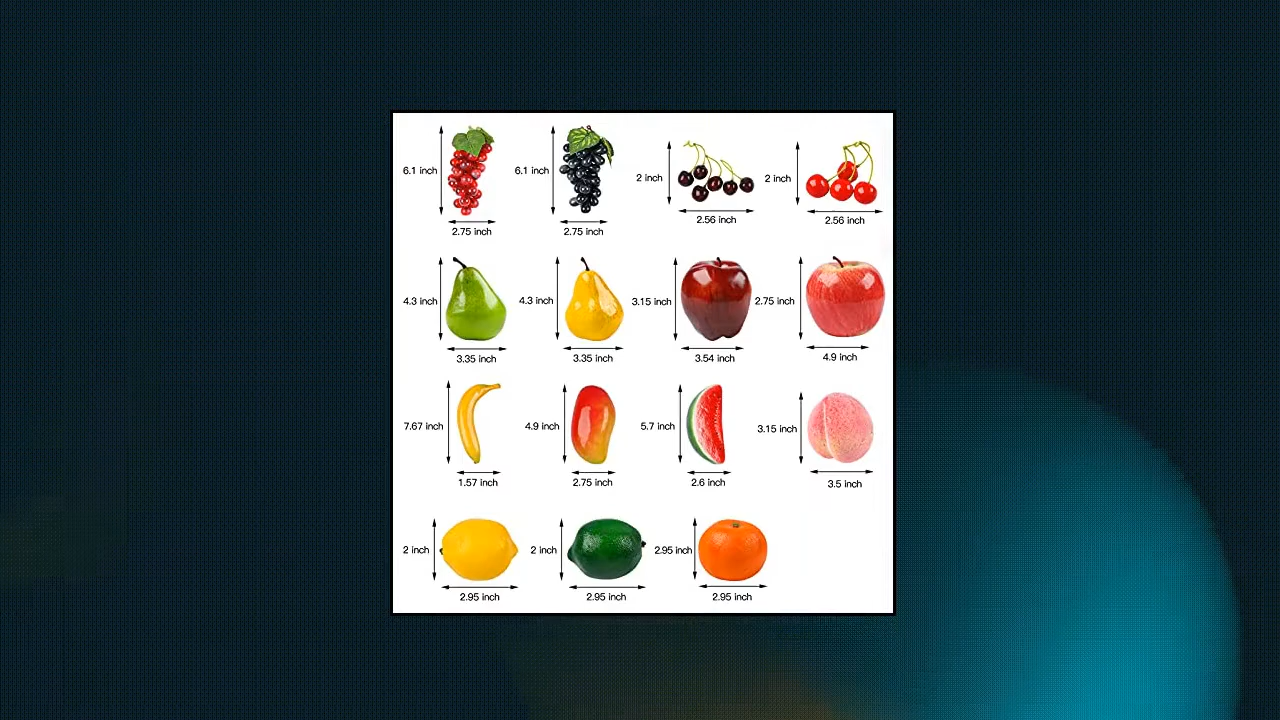 6.1 inch
6.1 inch
2 inch
2 inch
2.75 inch
2.75 inch
2.56 inch
2.56 inch
4.3 inch
4.3 inch
3.15 inch
2.75 inch
3.35 inch
3.35 inch
3.54 inch
4.9 inch
7.67 inch
4.9 inch
5.7 inch
3.15 inch
1.57 inch
2.75 inch
2.6 inch
3.5 inch
2 inch
2 inch
2.95 inch
2.95 inch
2.95 inch
2.95 inch